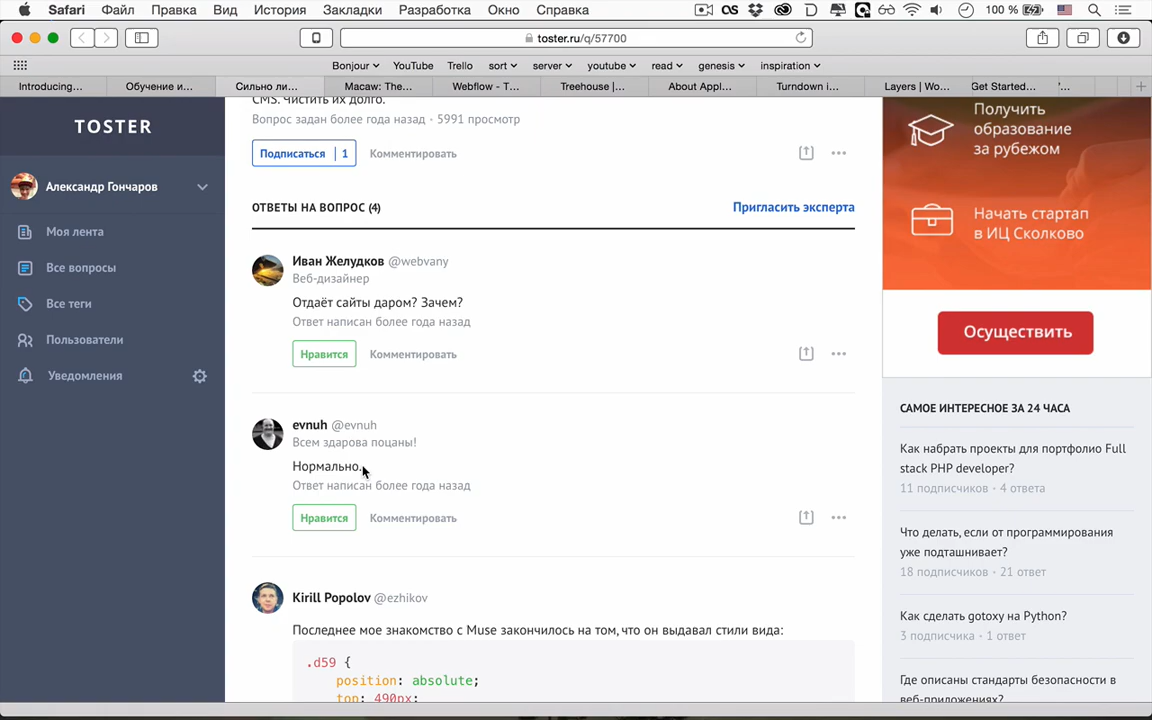 Safari Файл Правка Вид История Закладки Разработка Окно Справка 100 %
toster.ru/q/57700
Bonjour YouTube Trello sort server youtube read genesis inspiration
Introducing... Обучение и... Сильно ли... Macaw: The... Webflow - T... Treehouse |... About Appl... Turndown i... Layers | Wo... Get Started...
TOSTER
Александр Гончаров
Моя лента
Все вопросы
Все теги
Пользователи
Уведомления
CMS. Чистить их долго.
Вопрос задан более года назад · 5991 просмотр
Подписаться | 1 Комментировать
ОТВЕТЫ НА ВОПРОС (4) Пригласить эксперта
Иван Желудков @webvany
Веб-дизайнер
Отдаёт сайты даром? Зачем?
Ответ написан более года назад
Нравится Комментировать
evnuh @evnuh
Всем здарова поцаны!
Нормально.
Ответ написан более года назад
Нравится Комментировать
Kirill Popolov @ezhikov
Последнее мое знакомство с Muse закончилось на том, что он выдавал стили вида:
.d59 {
position: absolute;
top: 490px;
Получить
образование
за рубежом
Начать стартап
в ИЦ Сколково
Осуществить
САМОЕ ИНТЕРЕСНОЕ ЗА 24 ЧАСА
Как набрать проекты для портфолио Full
stack PHP developer?
11 подписчиков · 4 ответа
Что делать, если от программирования
уже подташнивает?
18 подписчиков · 21 ответ
Как сделать gotoxy на Python?
3 подписчика · 1 ответ
Где описаны стандарты безопасности в
веб-приложениях?